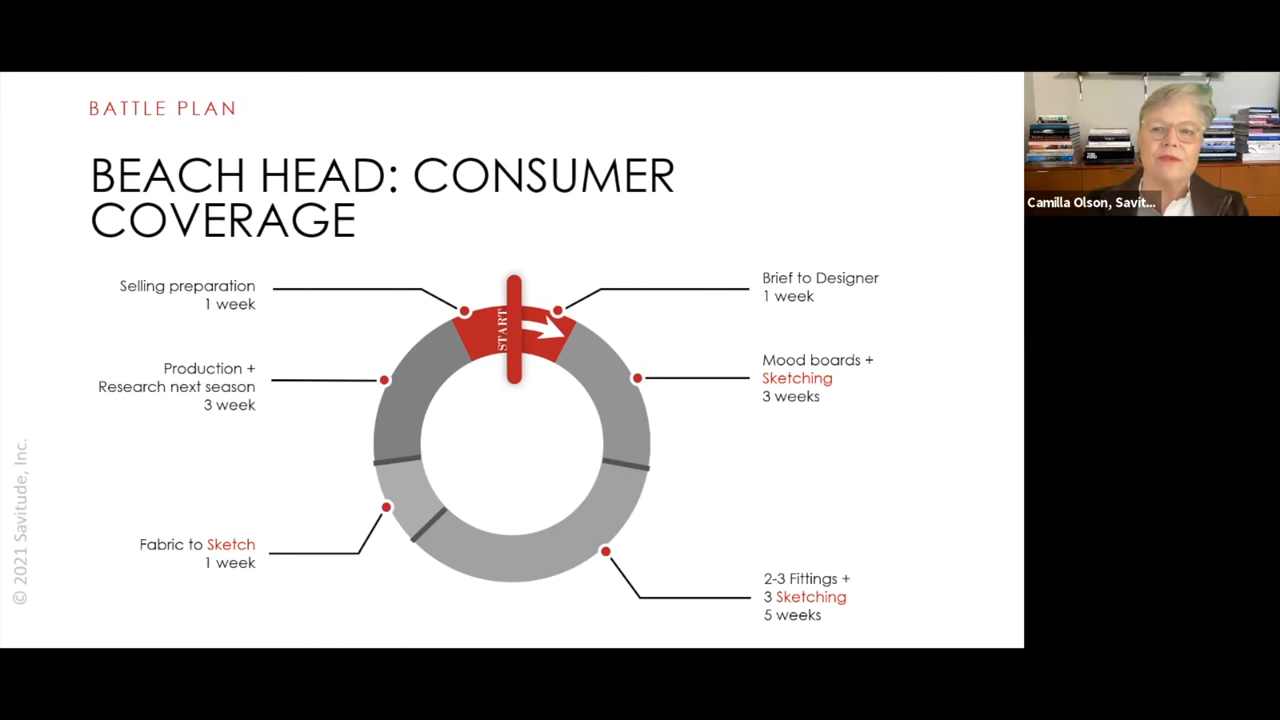 BATTLE PLAN
BEACH HEAD: CONSUMER
COVERAGE
Selling preparation
1 week
Production +
Research next season
3 week
Fabric to Sketch
1 week
START
Brief to Designer
1 week
Mood boards +
Sketching
3 weeks
2-3 Fittings +
3 Sketching
5 weeks
© 2021 Savitude, Inc.
Camilla Olson, Savit...